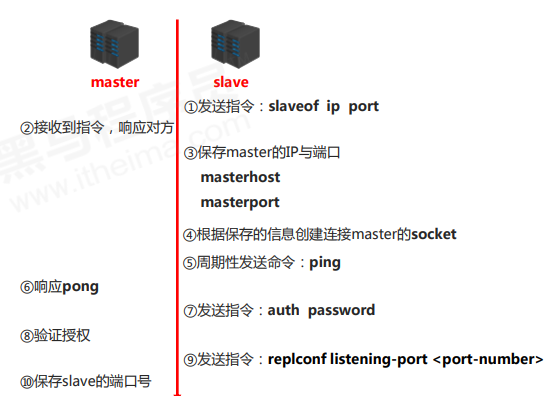 master
slave
①发送指令：slaveof ip port
②接收到指令，响应对方
③保存master的IP与端口
masterhost
masterport
④根据保存的信息创建连接master的socket
⑤周期性发送命令：ping
⑥响应pong
⑦发送指令：auth password
⑧验证授权
⑨发送指令：replconf listening-port <port-number>
⑩保存slave的端口号
黑马程序员
www.itheima.com